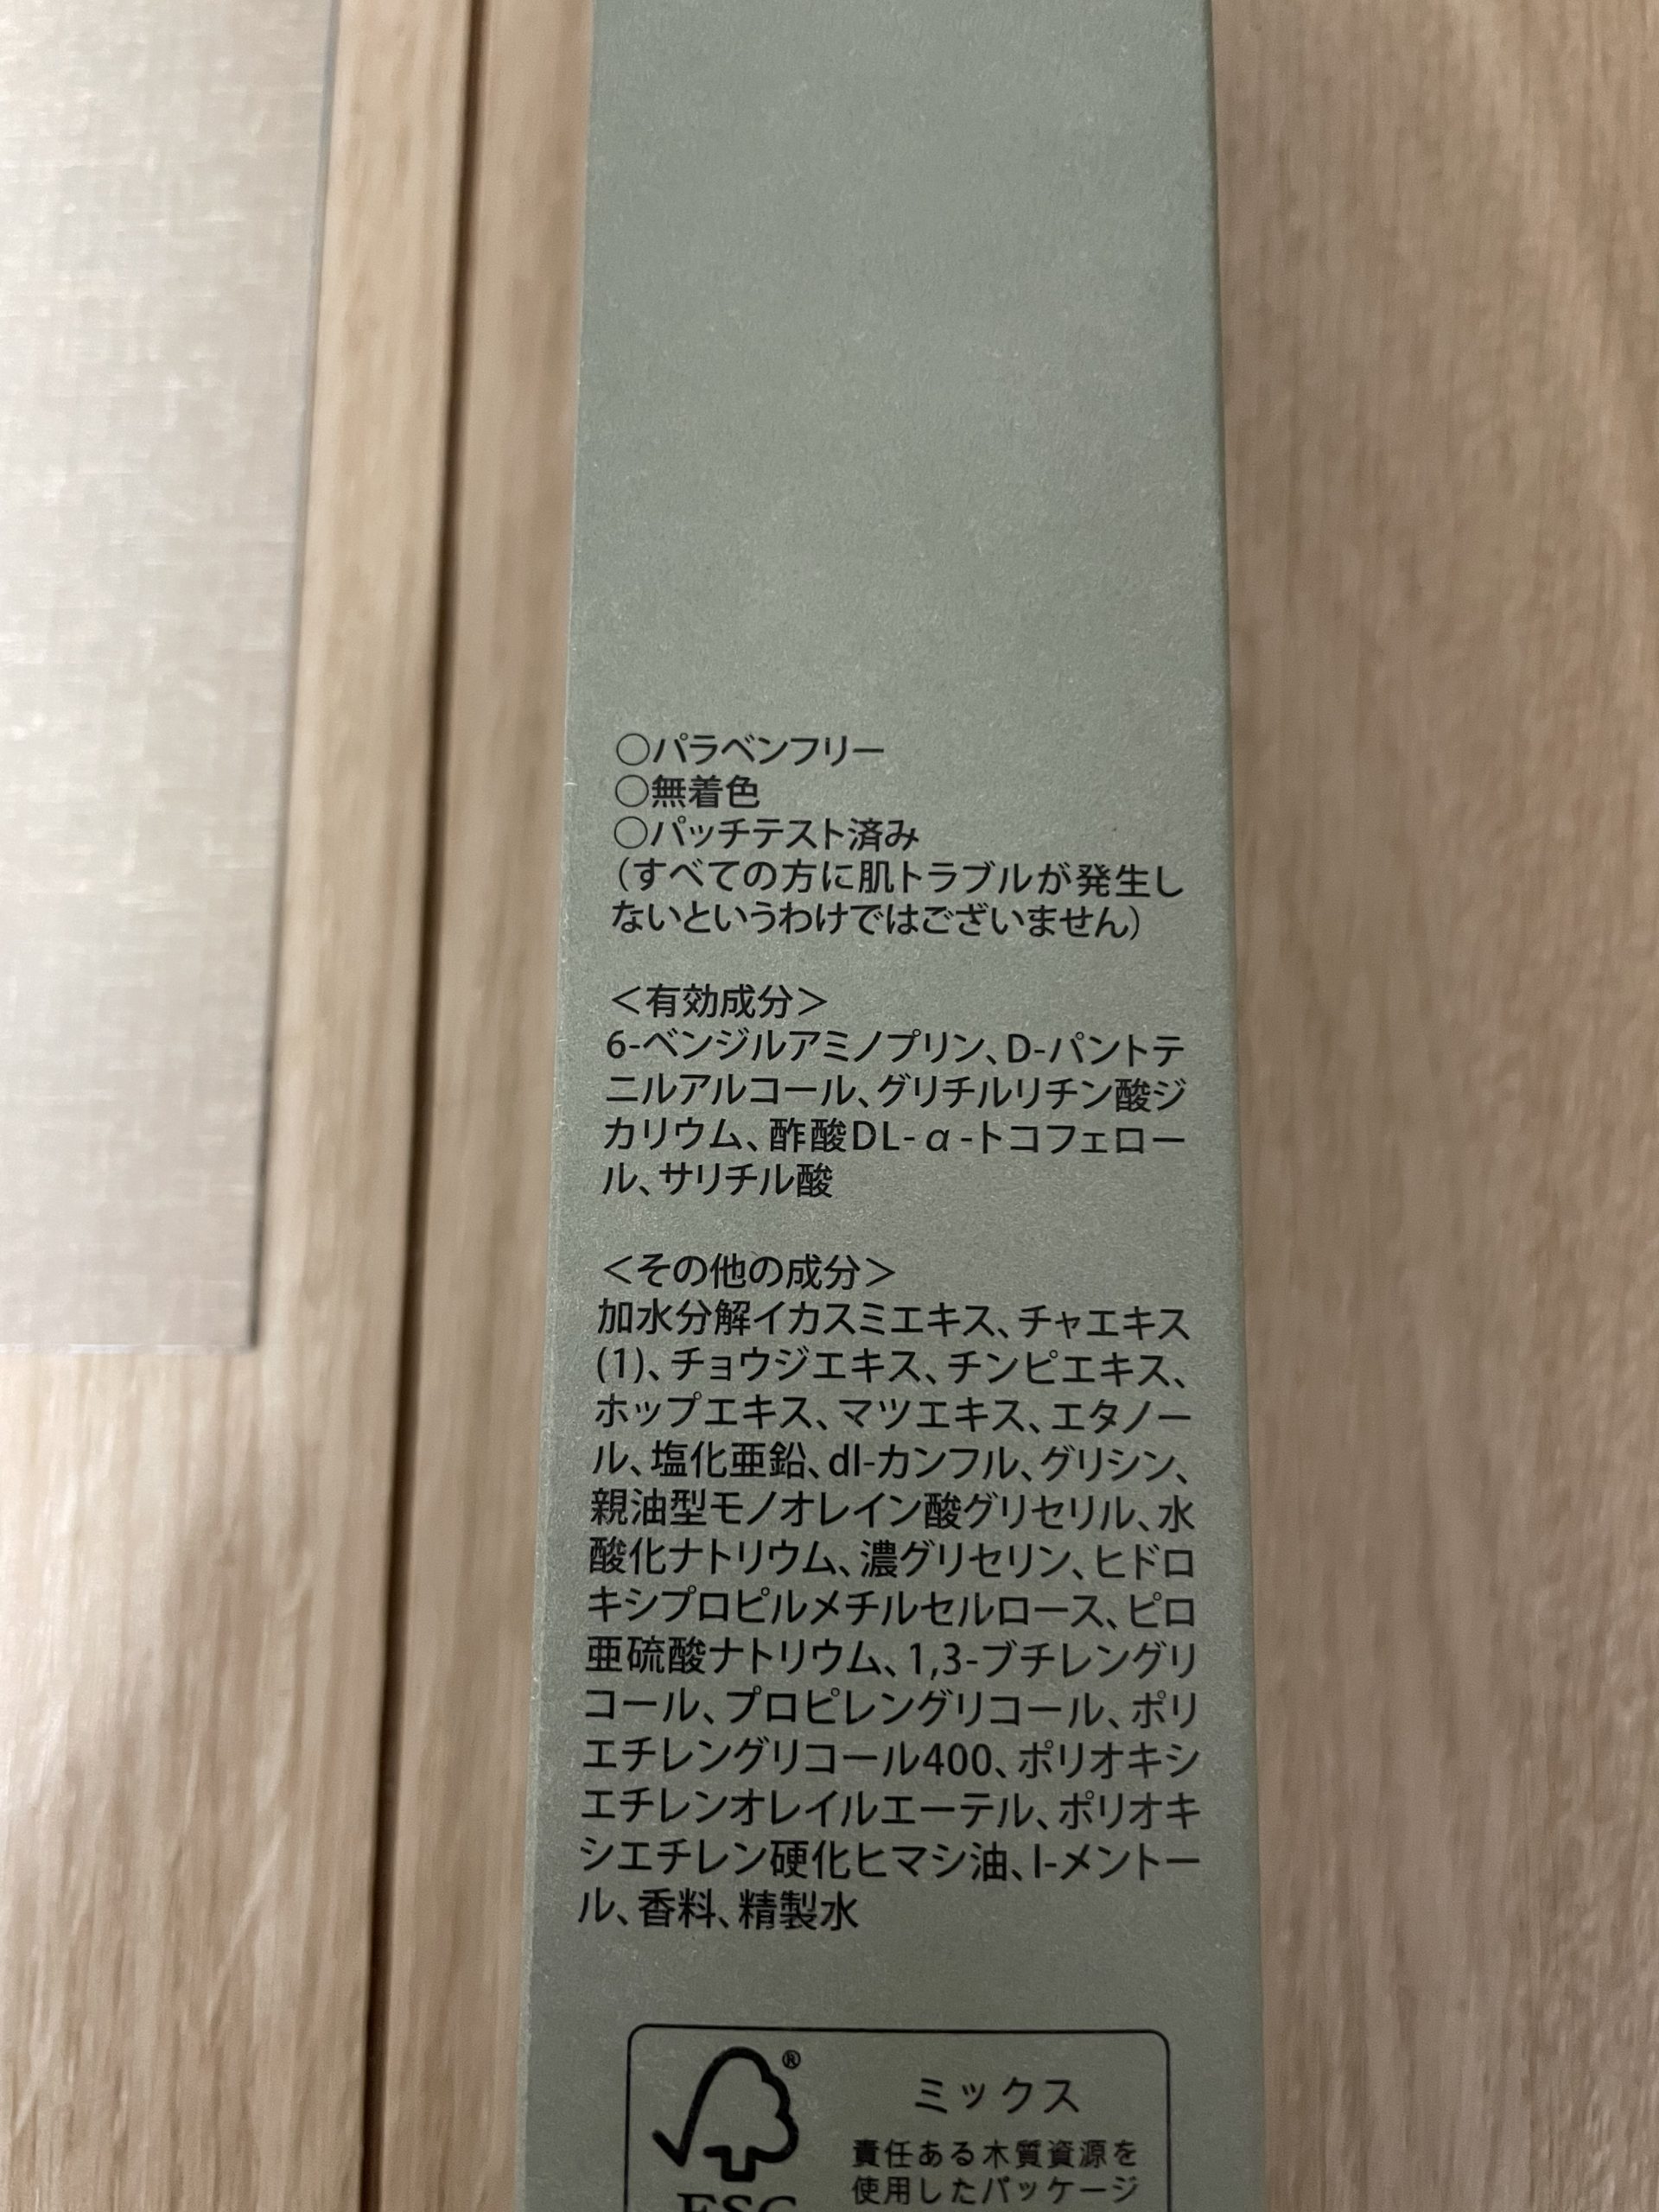 ○パラベンフリー
○無着色
○パッチテスト済み
（すべての方に肌トラブルが発生し
ないというわけではございません）
＜有効成分＞
6-ベンジルアミノプリン、D-パントテ
ニルアルコール、グリチルリチン酸ジ
カリウム、酢酸DL-α-トコフェロー
ル、サリチル酸
＜その他の成分＞
加水分解イカスミエキス、チャエキス
(1)、チョウジエキス、チンピエキス、
ホップエキス、マツエキス、エタノー
ル、塩化亜鉛、dl-カンフル、グリシン、
親油型モノオレイン酸グリセリル、水
酸化ナトリウム、濃グリセリン、ヒドロ
キシプロピルメチルセルロース、ピロ
亜硫酸ナトリウム、1,3-ブチレングリ
コール、プロピレングリコール、ポリ
エチレングリコール400、ポリオキシ
エチレンオレイルエーテル、ポリオキ
シエチレン硬化ヒマシ油、l-メントー
ル、香料、精製水
®
ミックス
責任ある木質資源を
使用したパッケージ
FSC